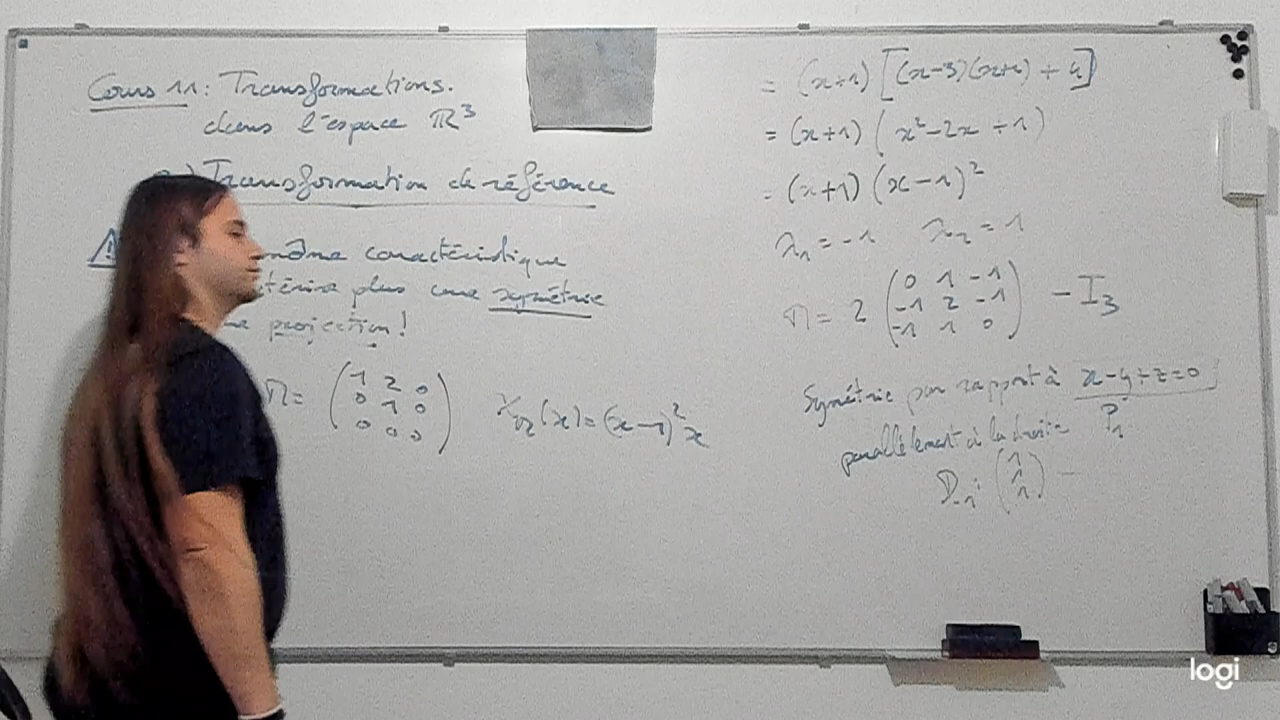 Cours 11: Transformations.
dans l'espace ℝ³
Transformation de référence
caractéristique
plus une symétrie
projection!
M = (1 2 0
0 1 0
0 0 0) χ_M(x) = (x-1)² x
= (x+1) [(x-3)(x+1) + 4]
= (x+1) (x²-2x+1)
= (x+1) (x-1)²
λ₁ = -1 λ₂ = 1
M = 2 (0 1 -1
-1 2 -1
-1 1 0) - I₃
Symétrie par rapport à x-y+z=0
P₁
parallèlement à la droite
D₋₁: (1
1
1)
logi